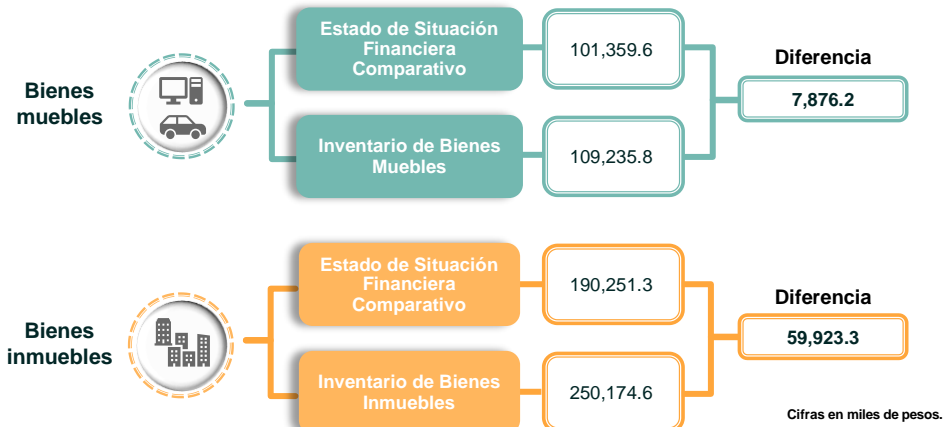 Bienes
muebles
Estado de Situación
Financiera
Comparativo
101,359.6
Inventario de Bienes
Muebles
109,235.8
Diferencia
7,876.2
Bienes
inmuebles
Estado de Situación
Financiera
Comparativo
190,251.3
Inventario de Bienes
Inmuebles
250,174.6
Diferencia
59,923.3
Cifras en miles de pesos.